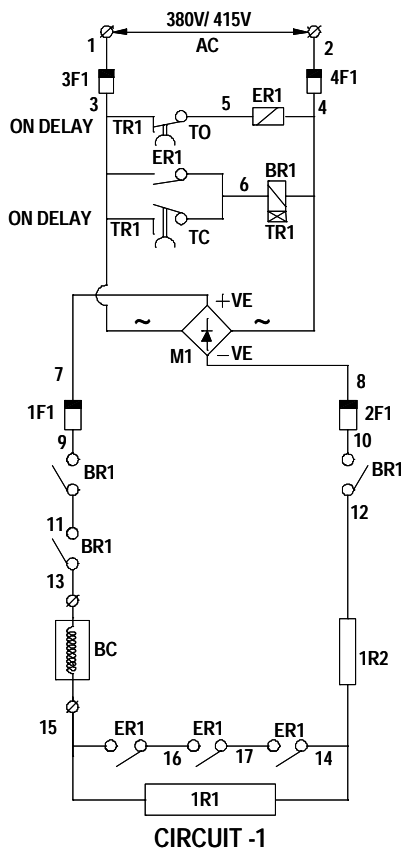 380V/ 415V
1
AC
2
3F1
4F1
3
5
ER1
4
ON DELAY
TR1
TO
ER1
6
BR1
ON DELAY
TR1
TC
TR1
+VE
~
~
M1
−VE
7
8
1F1
2F1
9
10
BR1
BR1
11
12
BR1
13
BC
1R2
15
ER1
ER1
ER1
16
17
14
1R1
CIRCUIT -1